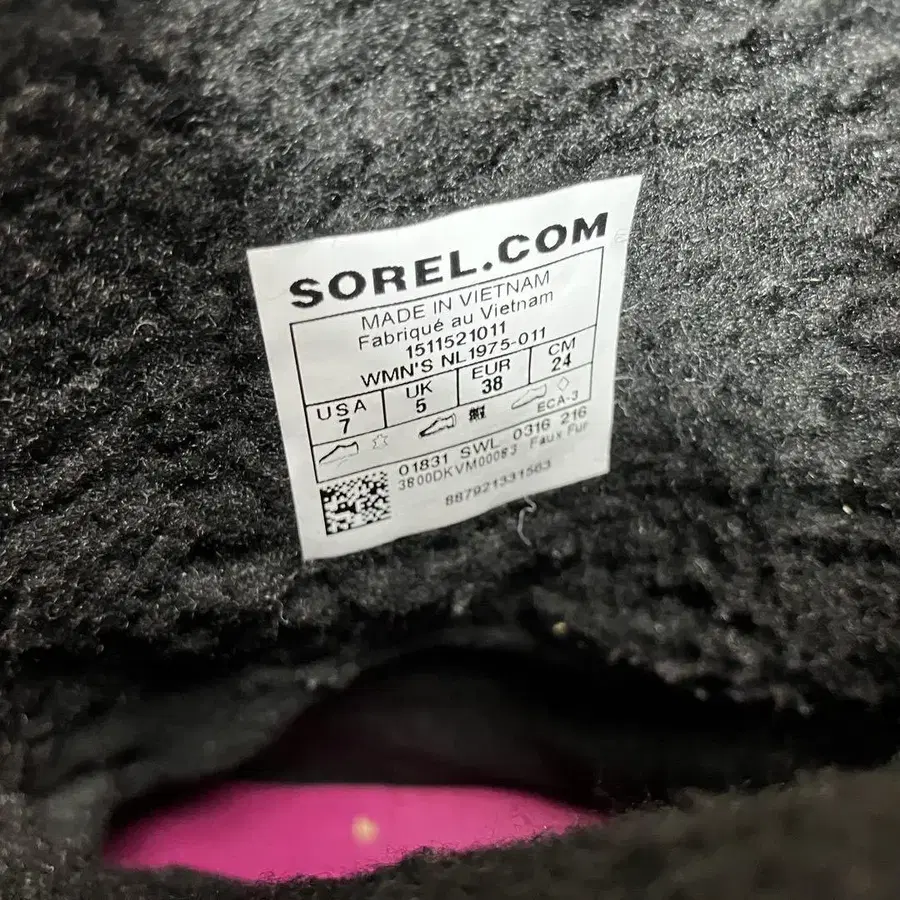 SOREL.COM
MADE IN VIETNAM
Fabriqué au Vietnam
1511521011
WMN'S NL1975-011
USA UK EUR CM
7 5 38 24
ECA-3
01831 SWL 0316 216
3800DKVM00083 Faux Fur
887921331563